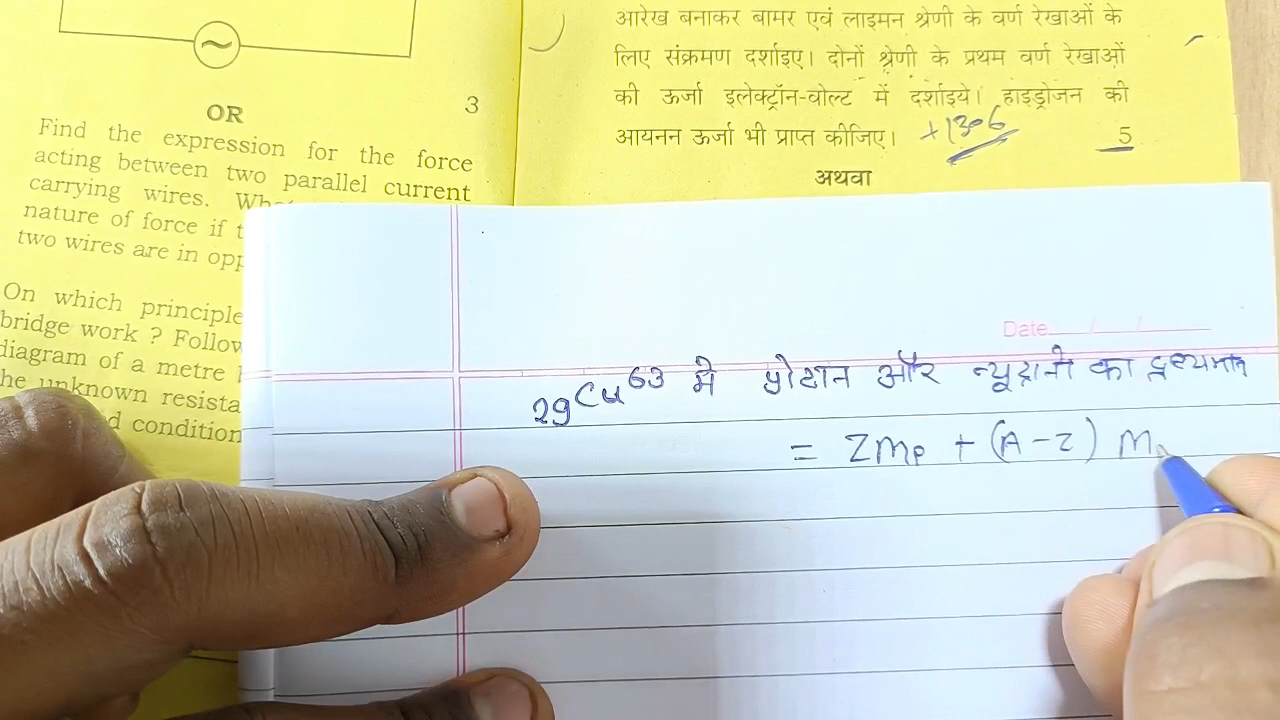 OR
3
Find the expression for the force
acting between two parallel current
carrying wires.
nature of force if
two wires are in
On which principle
bridge work ? Follow
diagram of a metre
unknown resista
condition
आरेख बनाकर बामर एवं लाइमन श्रेणी के वर्ण रेखाओं के
लिए संक्रमण दर्शाइए। दोनों श्रेणी के प्रथम वर्ण रेखाओं
की ऊर्जा इलेक्ट्रॉन-वोल्ट में दर्शाइये। हाइड्रोजन की
आयनन ऊर्जा भी प्राप्त कीजिए।
5
अथवा
Date
29Cu63 मे प्रोटान और न्यूट्रानो का द्रव्यमान
= ZMP + (A-Z) M